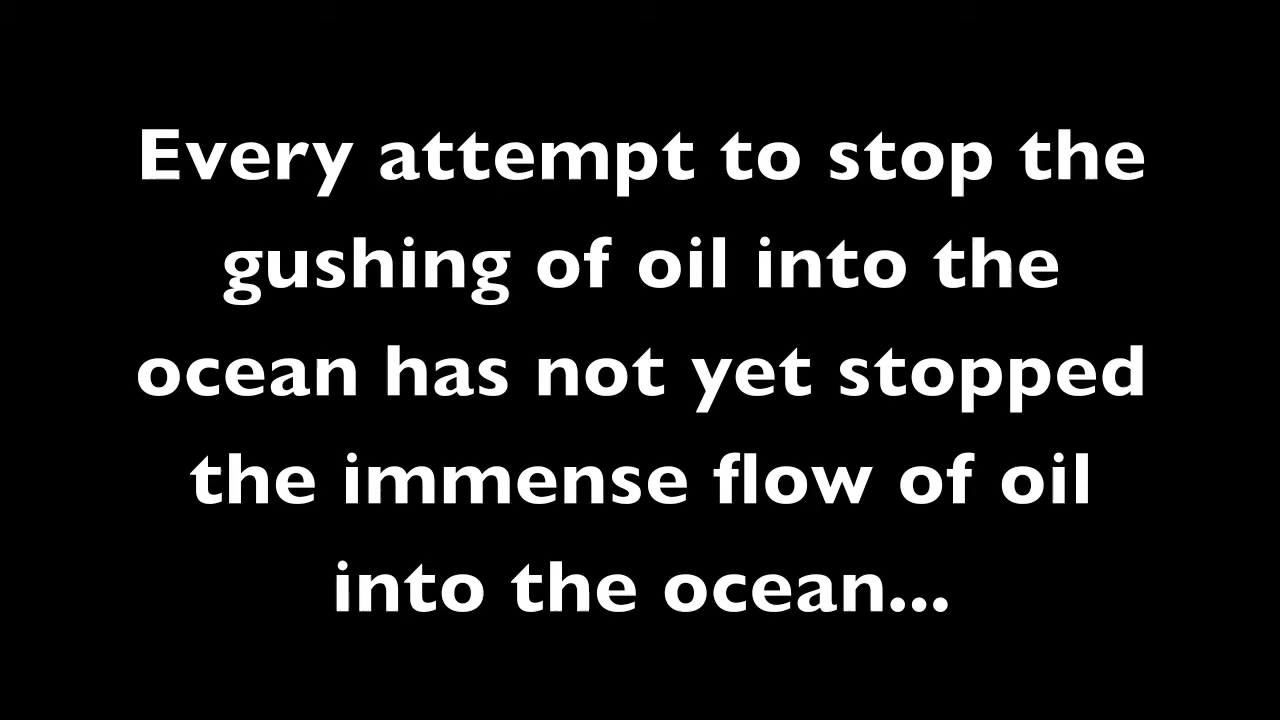 Every attempt to stop the
gushing of oil into the
ocean has not yet stopped
the immense flow of oil
into the ocean...